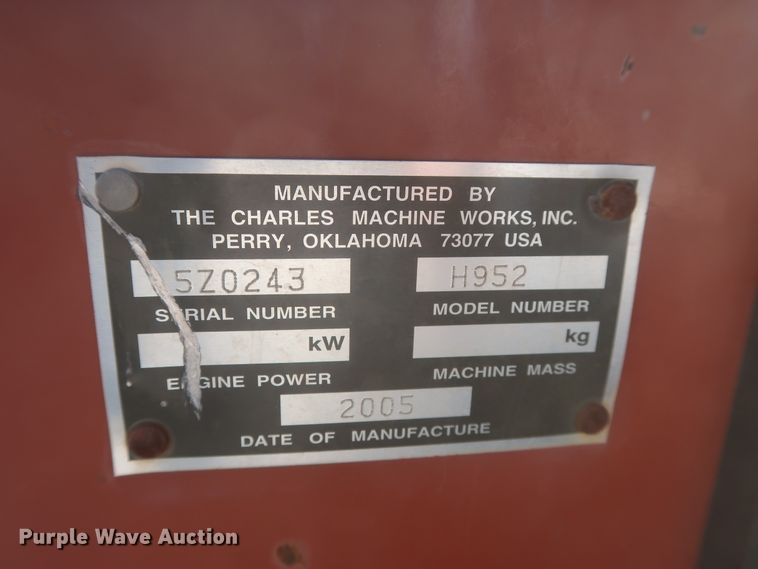 MANUFACTURED BY
THE CHARLES MACHINE WORKS, INC.
PERRY, OKLAHOMA 73077 USA
5Z0243 H952
SERIAL NUMBER MODEL NUMBER
kW kg
ENGINE POWER MACHINE MASS
2005
DATE OF MANUFACTURE
Purple Wave Auction